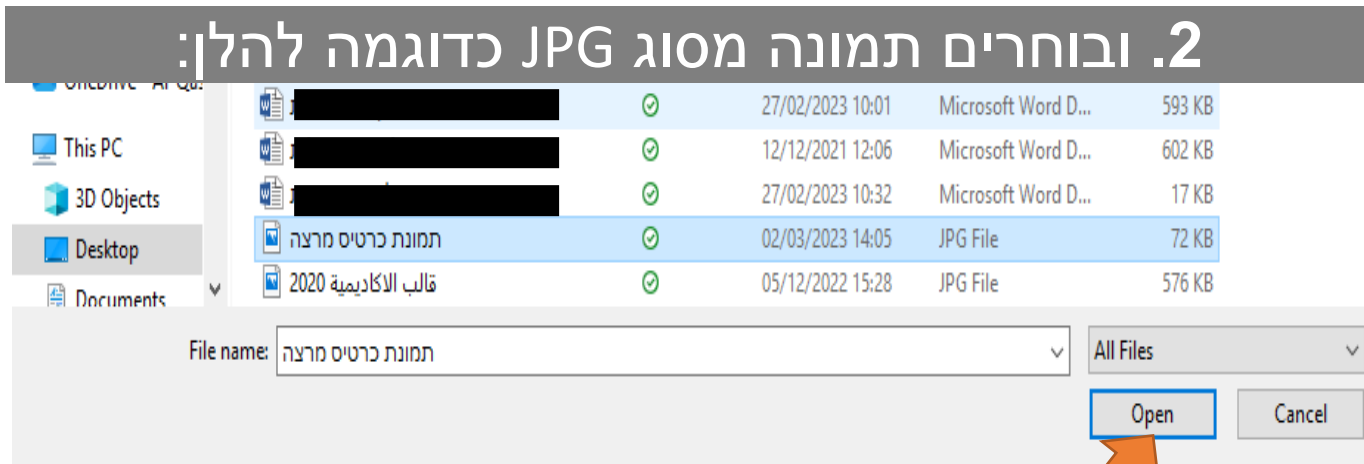 2. ובוחרים תמונה מסוג JPG כדוגמה להלן:
27/02/2023 10:01 Microsoft Word D... 593 KB
This PC 12/12/2021 12:06 Microsoft Word D... 602 KB
3D Objects 27/02/2023 10:32 Microsoft Word D... 17 KB
Desktop תמונת כרטיס מרצה 02/03/2023 14:05 JPG File 72 KB
Documents قالب الاكاديمية 2020 05/12/2022 15:28 JPG File 576 KB
File name: תמונת כרטיס מרצה All Files
Open Cancel